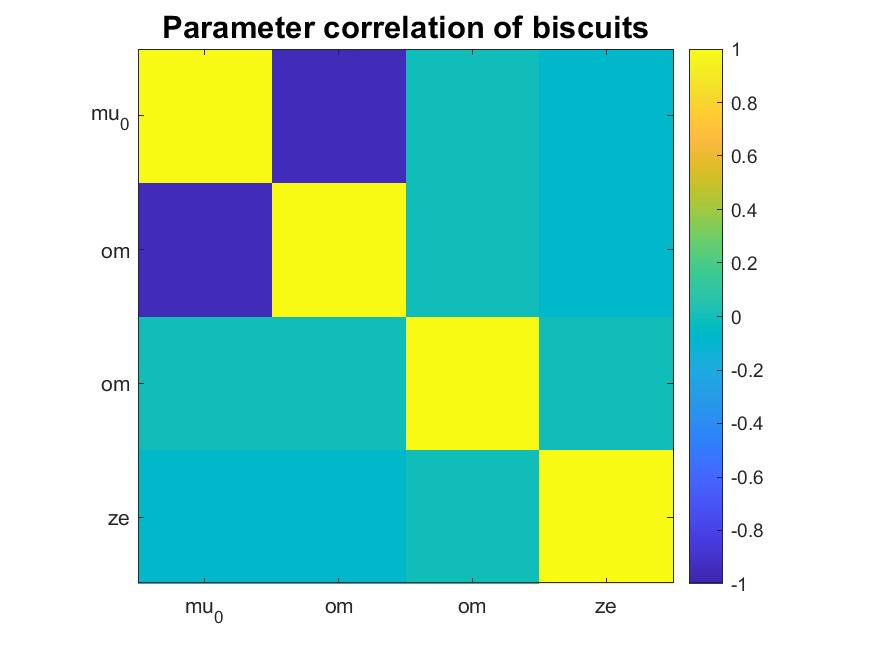 Parameter correlation of biscuits
mu0
om
om
ze
mu0
om
om
ze
1
0.8
0.6
0.4
0.2
0
-0.2
-0.4
-0.6
-0.8
-1